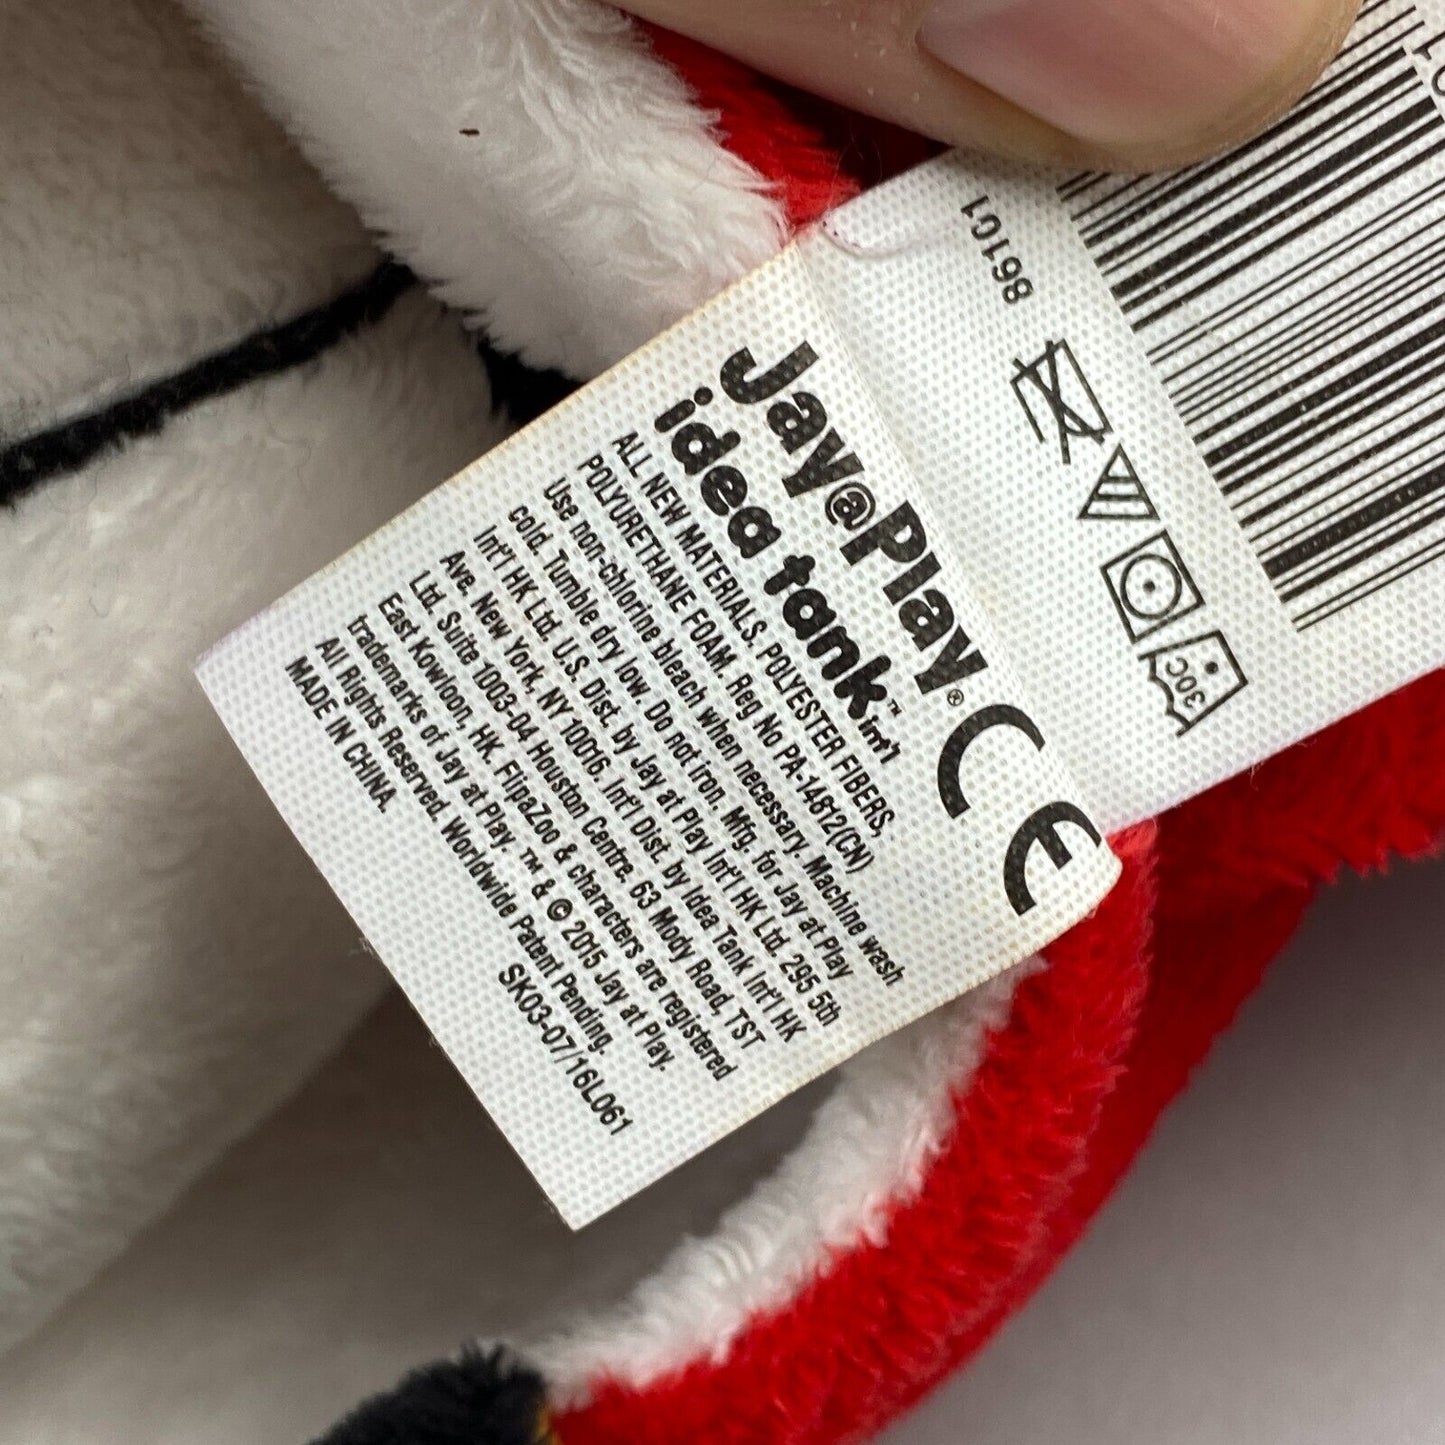 Jay@Play®
idea tank™ Int'l
CE
ALL NEW MATERIALS. POLYESTER FIBERS,
POLYURETHANE FOAM. Reg No PA-14812(CN)
Use non-chlorine bleach when necessary. Machine wash
cold. Tumble dry low. Do not iron. Mfg. for Jay at Play
Int'l HK Ltd. U.S. Dist. by Jay at Play Int'l HK Ltd. 295 5th
Ave. New York, NY 10016. Int'l Dist. by Idea Tank Int'l HK
Ltd. Suite 1003-04 Houston Centre. 63 Mody Road, TST
East Kowloon, HK. FlipaZoo & characters are registered
trademarks of Jay at Play. ™ & © 2015 Jay at Play.
All Rights Reserved. Worldwide Patent Pending.
MADE IN CHINA.
SK03-07/16L061
86101
30C